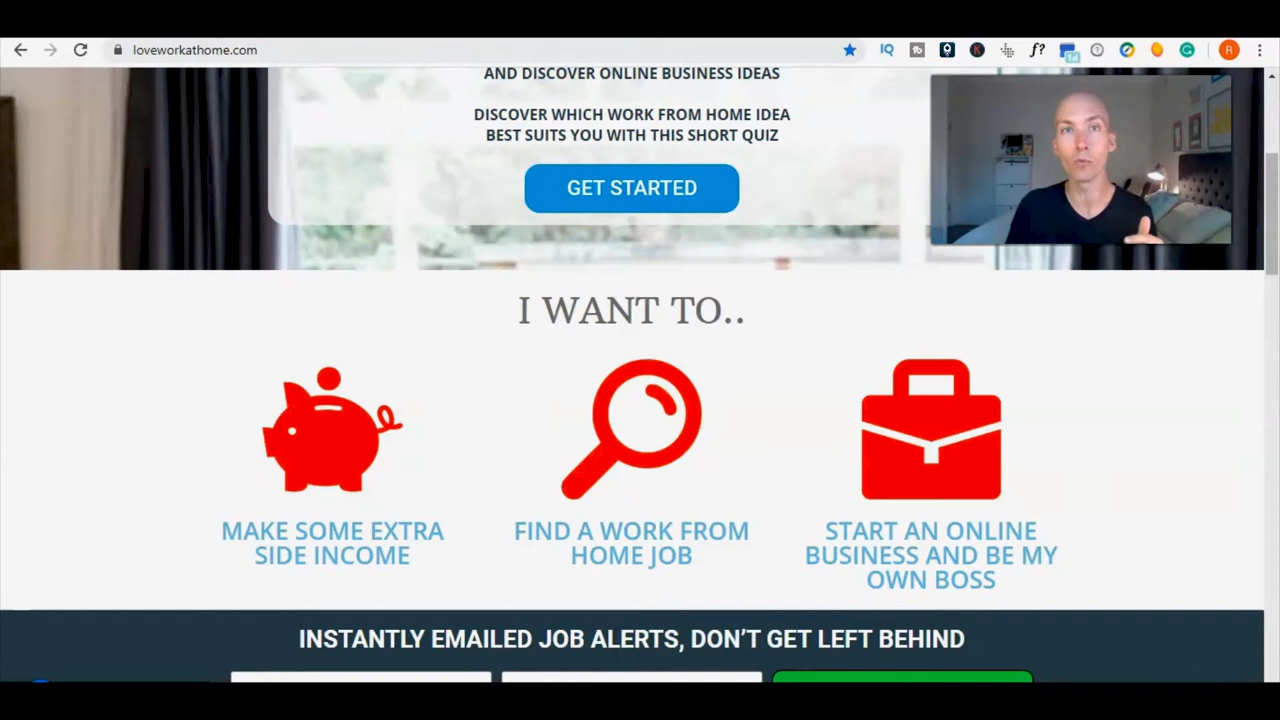 loveworkathome.com
AND DISCOVER ONLINE BUSINESS IDEAS
DISCOVER WHICH WORK FROM HOME IDEA
BEST SUITS YOU WITH THIS SHORT QUIZ
GET STARTED
I WANT TO..
MAKE SOME EXTRA
SIDE INCOME
FIND A WORK FROM
HOME JOB
START AN ONLINE
BUSINESS AND BE MY
OWN BOSS
INSTANTLY EMAILED JOB ALERTS, DON’T GET LEFT BEHIND